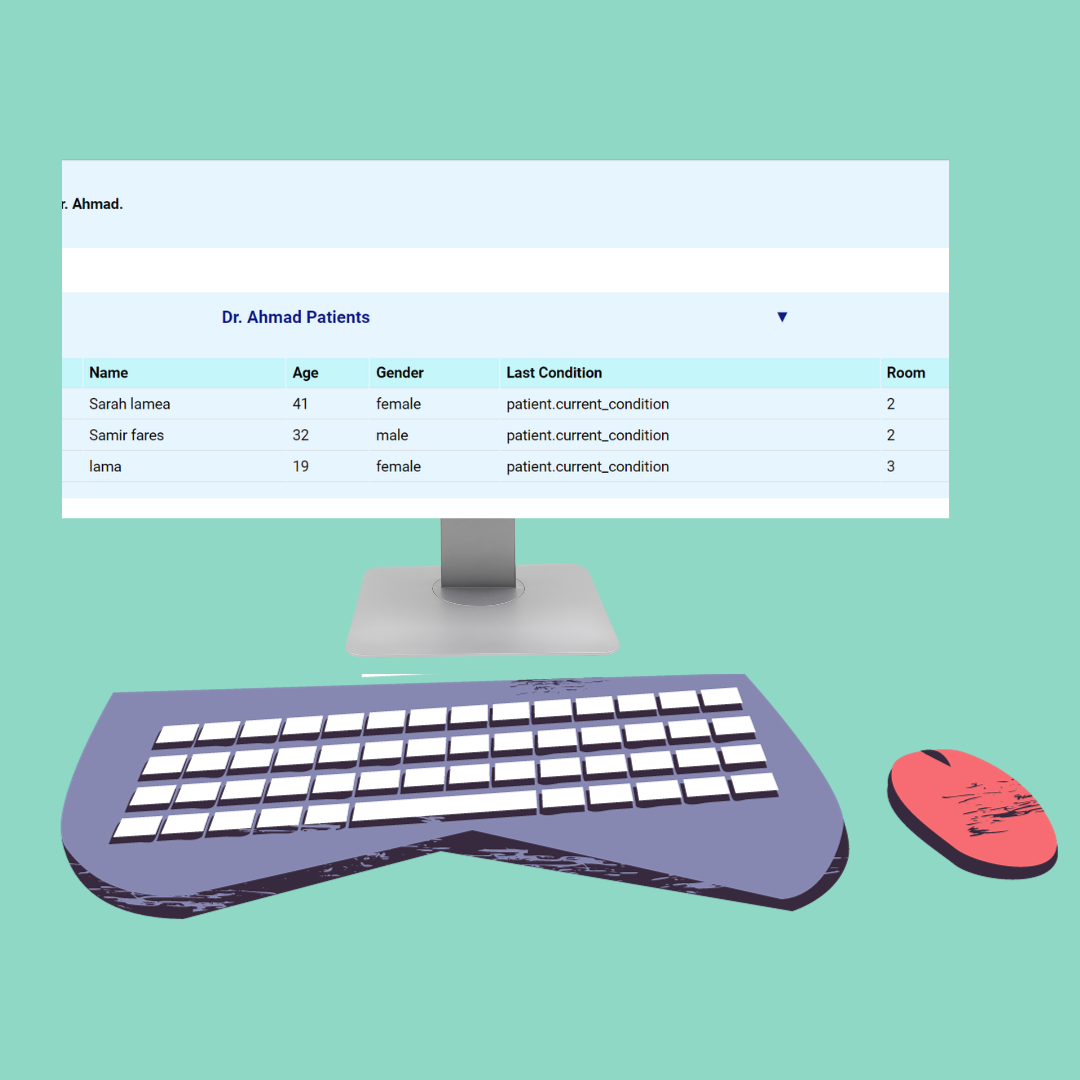 r. Ahmad.
Dr. Ahmad Patients ▼
Name Age Gender Last Condition Room
Sarah lamea 41 female patient.current_condition 2
Samir fares 32 male patient.current_condition 2
lama 19 female patient.current_condition 3